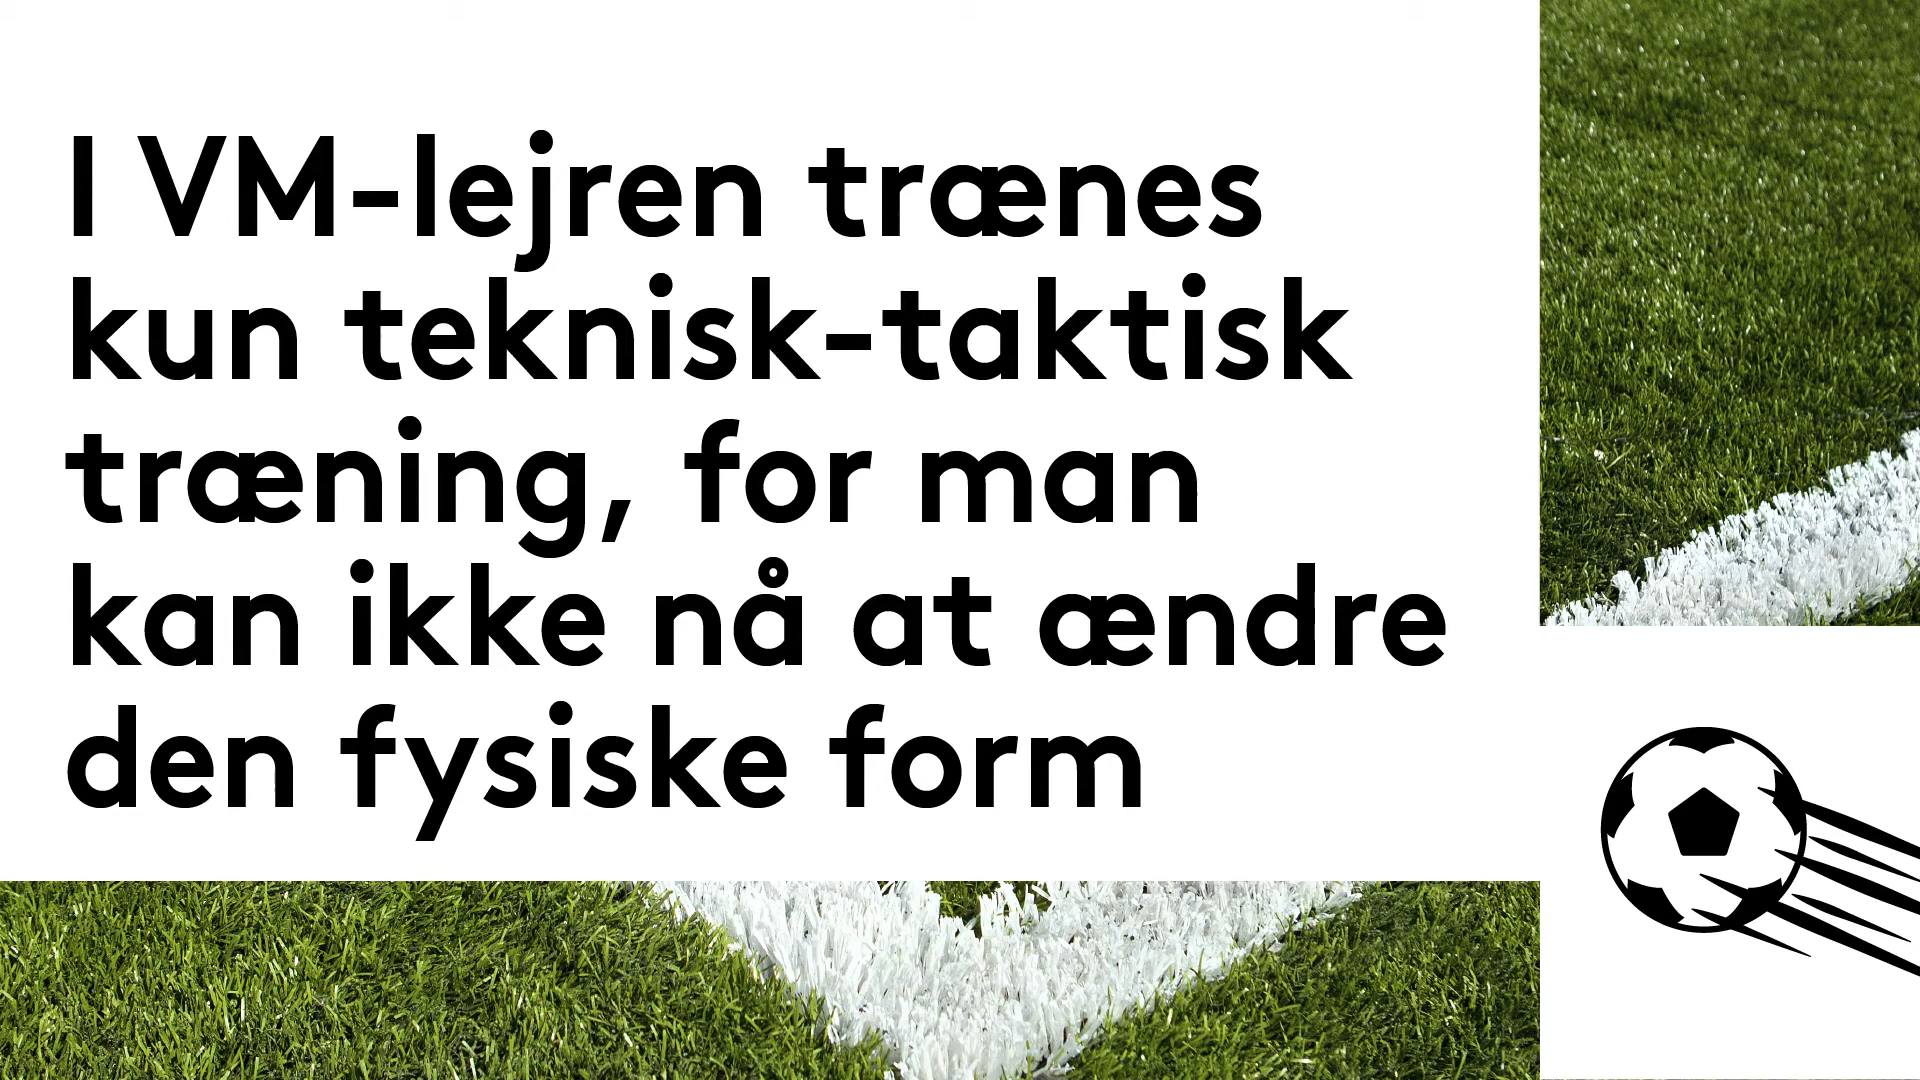 I VM-lejren trænes
kun teknisk-taktisk
træning, for man
kan ikke nå at ændre
den fysiske form